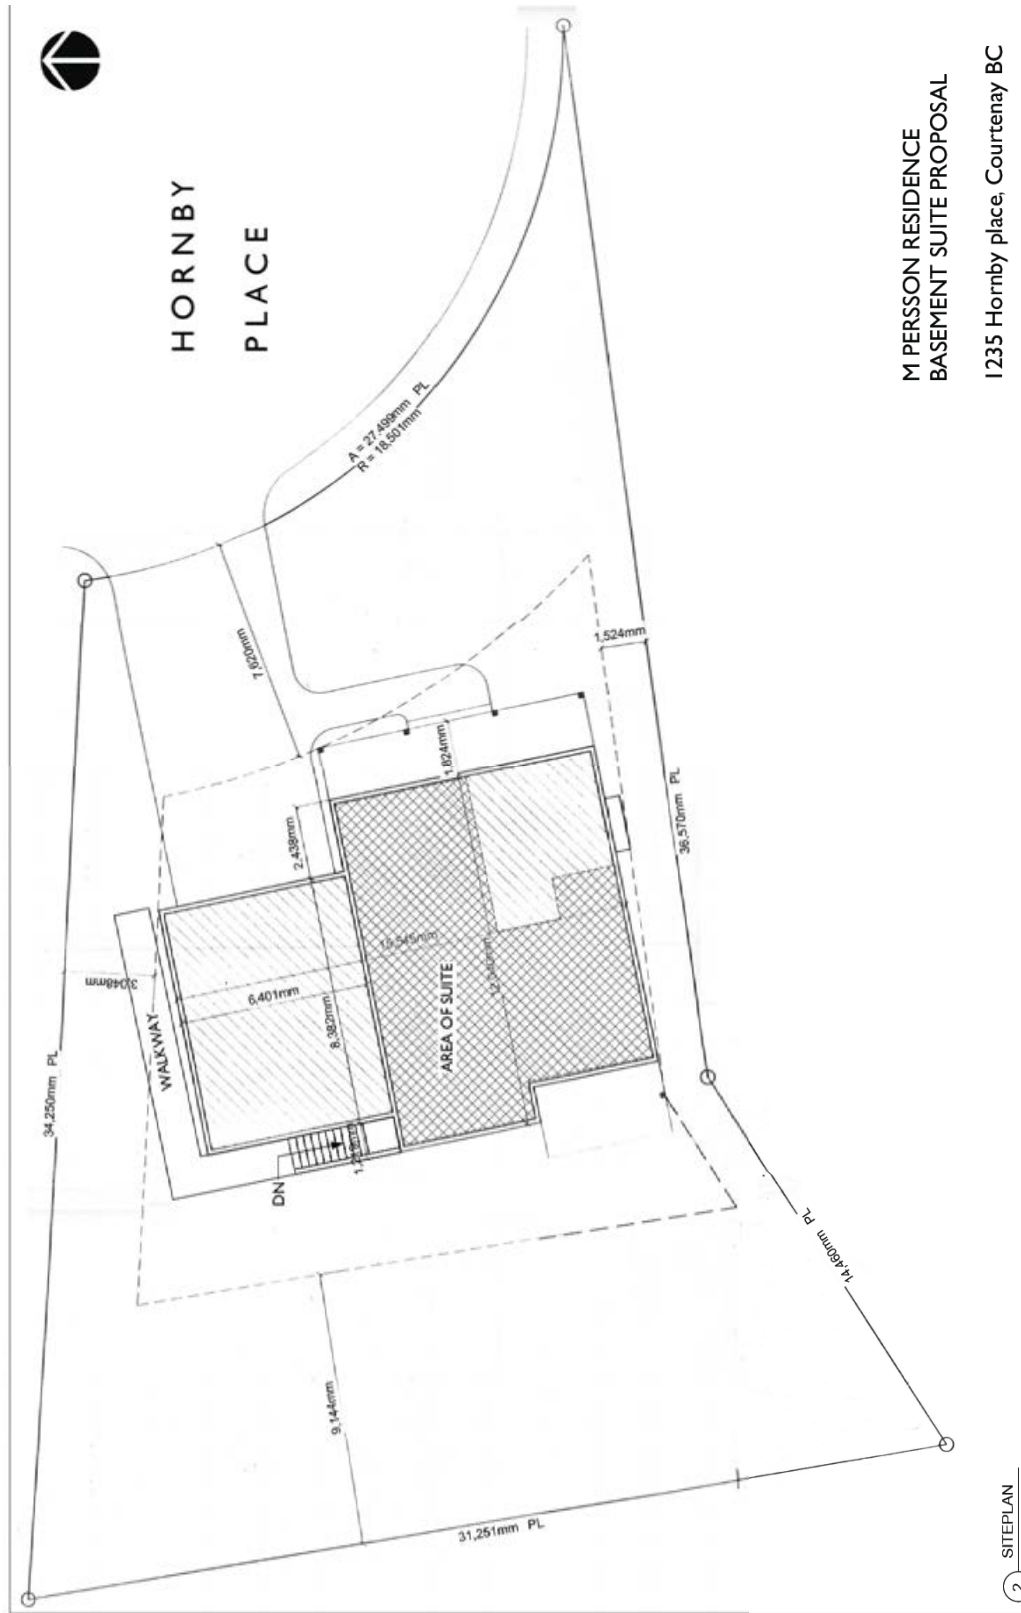 HORNBY
PLACE
A = 27,499mm PL
R = 18,501mm
7,620mm
1,524mm
1,824mm
2,438mm
36,570mm PL
15,545mm
3,048mm
6,401mm
8,382mm
AREA OF SUITE
WALKWAY
34,250mm PL
DN
14,460mm PL
9,144mm
31,251mm PL
M PERSSON RESIDENCE
BASEMENT SUITE PROPOSAL
1235 Hornby place, Courtenay BC
2
SITEPLAN